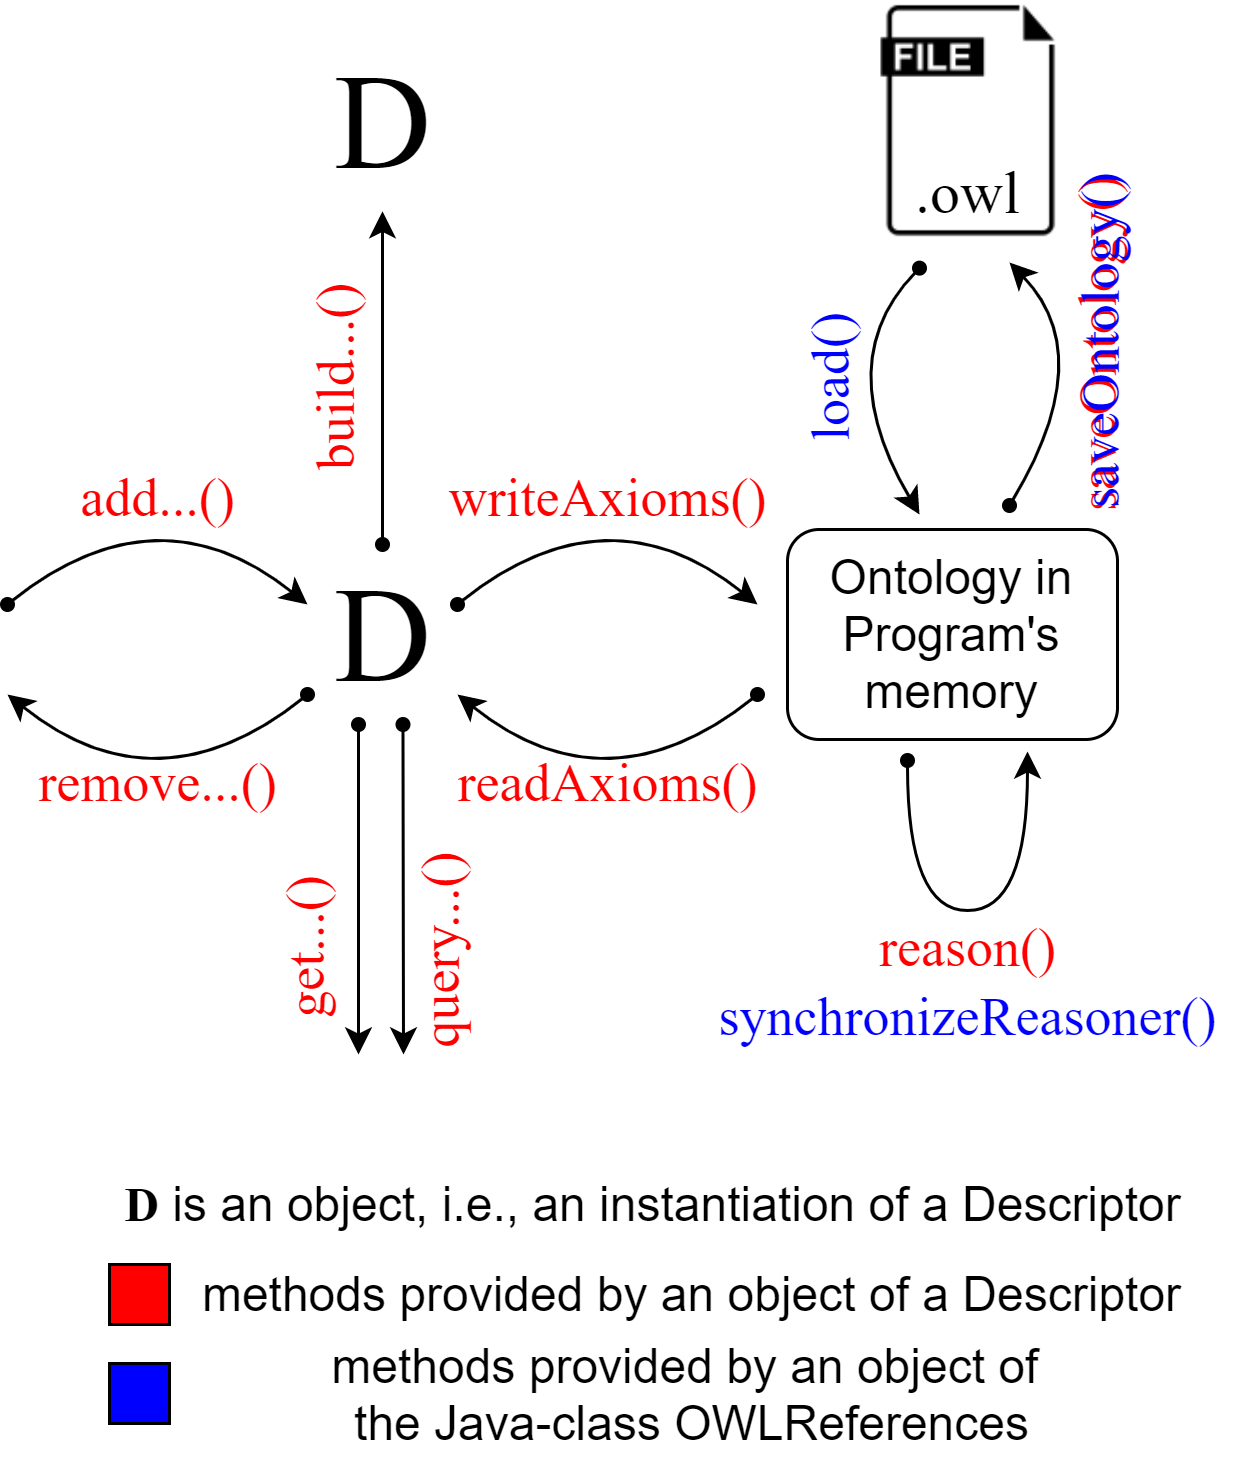 D
FILE
.owl
build...()
load()
saveOntology()
add...()
writeAxioms()
D
Ontology in
Program's
memory
remove...()
readAxioms()
get...()
query...()
reason()
synchronizeReasoner()
D is an object, i.e., an instantiation of a Descriptor
methods provided by an object of a Descriptor
methods provided by an object of
the Java-class OWLReferences